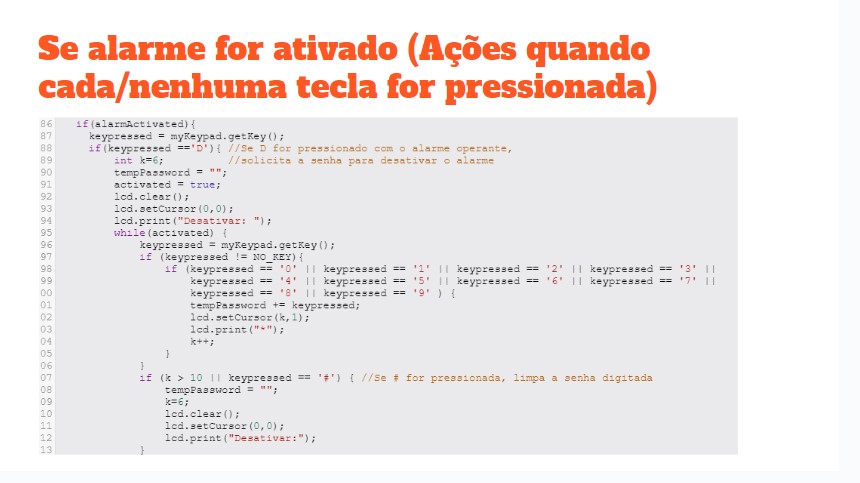 Se alarme for ativado (Ações quando
cada/nenhuma tecla for pressionada)
86 if(alarmActivated){
87 keypressed = myKeypad.getKey();
88 if(keypressed =='D'){ //Se D for pressionado com o alarme operante,
89 int k=6; //solicita a senha para desativar o alarme
90 tempPassword = "";
91 activated = true;
92 lcd.clear();
93 lcd.setCursor(0,0);
94 lcd.print("Desativar: ");
95 while(activated) {
96 keypressed = myKeypad.getKey();
97 if (keypressed != NO_KEY){
98 if (keypressed == '0' || keypressed == '1' || keypressed == '2' || keypressed == '3' ||
99 keypressed == '4' || keypressed == '5' || keypressed == '6' || keypressed == '7' ||
00 keypressed == '8' || keypressed == '9' ) {
01 tempPassword += keypressed;
02 lcd.setCursor(k,1);
03 lcd.print("*");
04 k++;
05 }
06 }
07 if (k > 10 || keypressed == '#') { //Se # for pressionada, limpa a senha digitada
08 tempPassword = "";
09 k=6;
10 lcd.clear();
11 lcd.setCursor(0,0);
12 lcd.print("Desativar:");
13 }